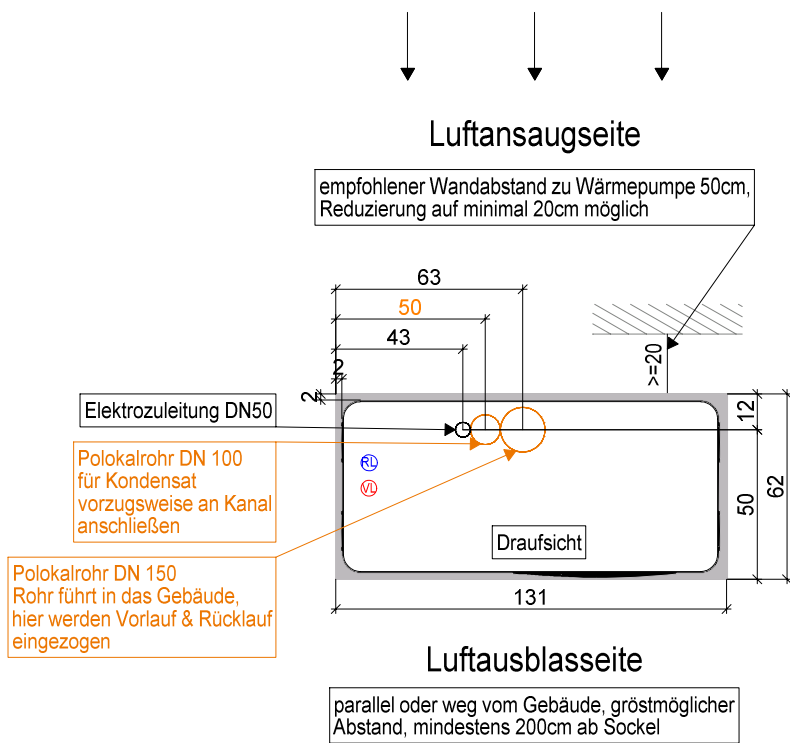 Luftansaugseite
empfohlener Wandabstand zu Wärmepumpe 50cm,
Reduzierung auf minimal 20cm möglich
63
50
43
2
2
>=20
12
Elektrozuleitung DN50
Polokalrohr DN 100
für Kondensat
vorzugsweise an Kanal
anschließen
RL
VL
50
62
Draufsicht
Polokalrohr DN 150
Rohr führt in das Gebäude,
hier werden Vorlauf & Rücklauf
eingezogen
131
Luftausblasseite
parallel oder weg vom Gebäude, gröstmöglicher
Abstand, mindestens 200cm ab Sockel